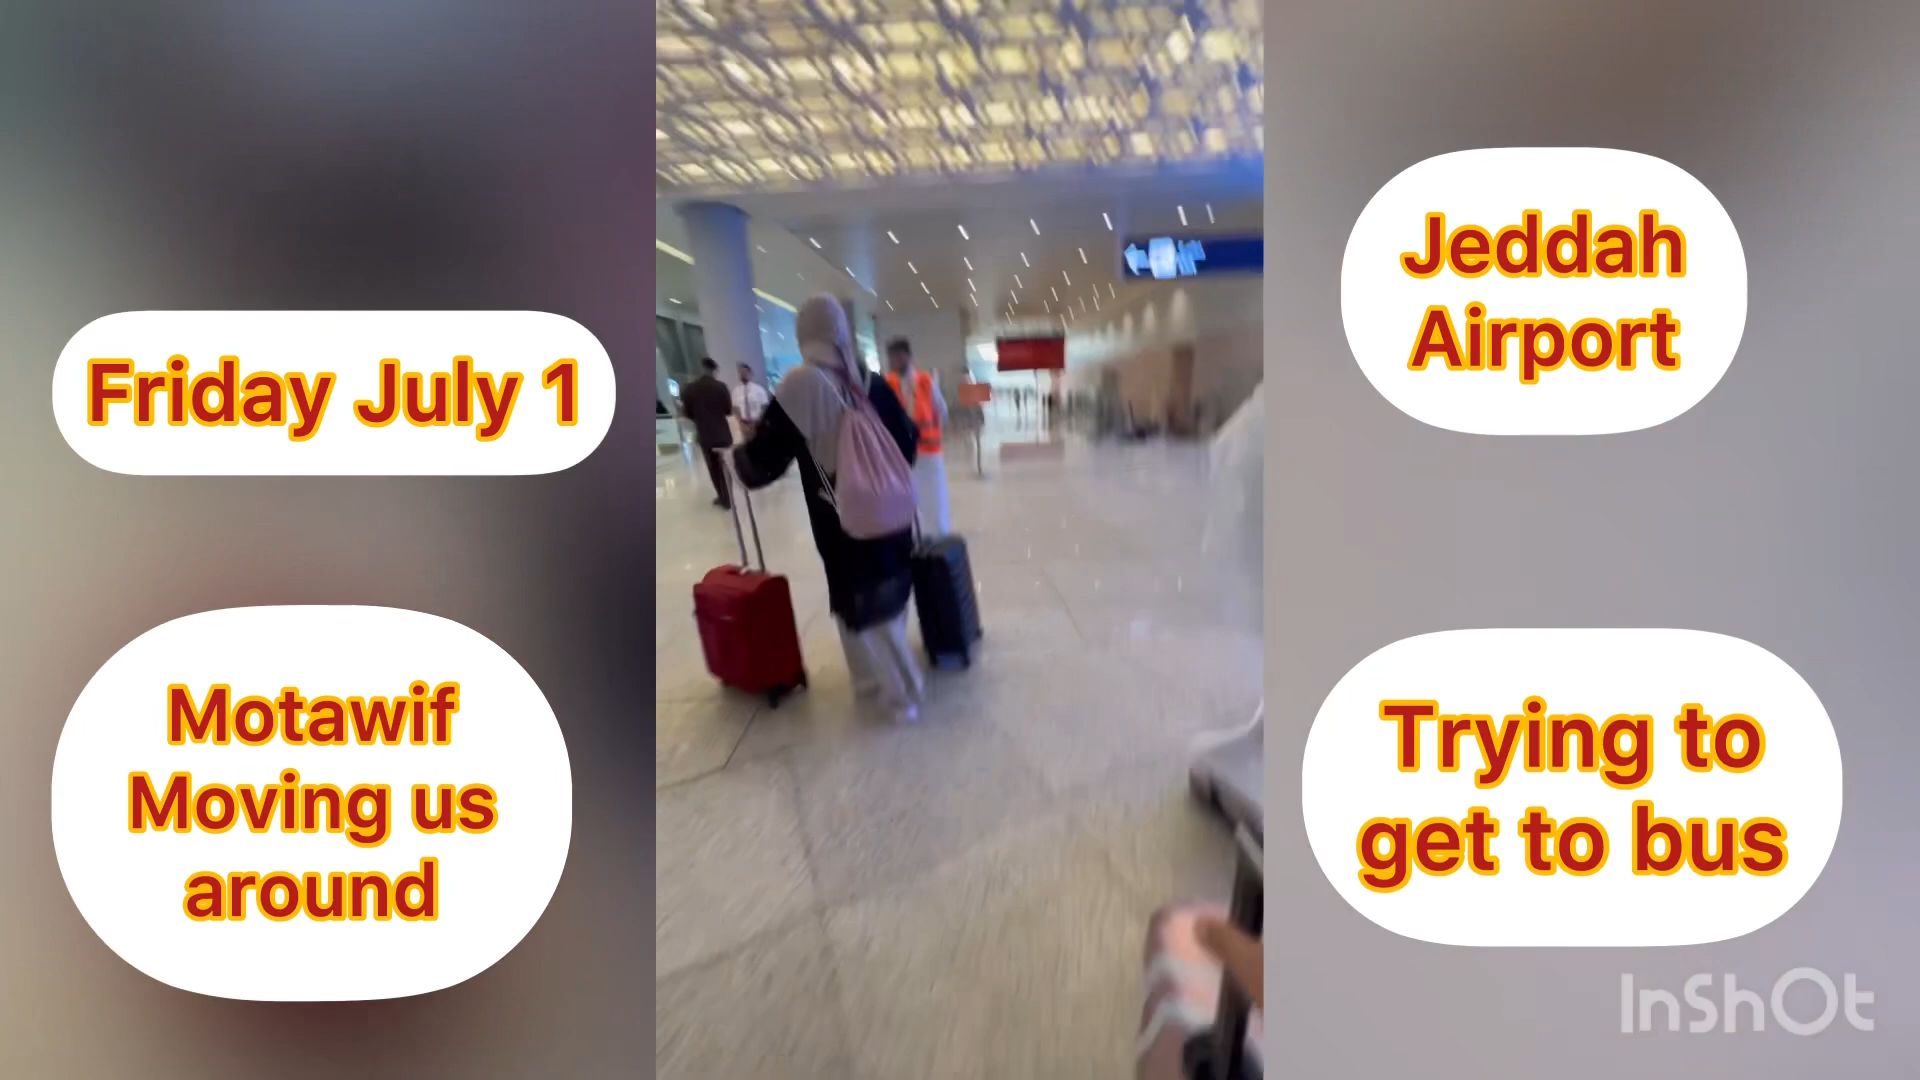 Friday July 1
Motawif
Moving us
around
Jeddah
Airport
Trying to
get to bus
InShOt